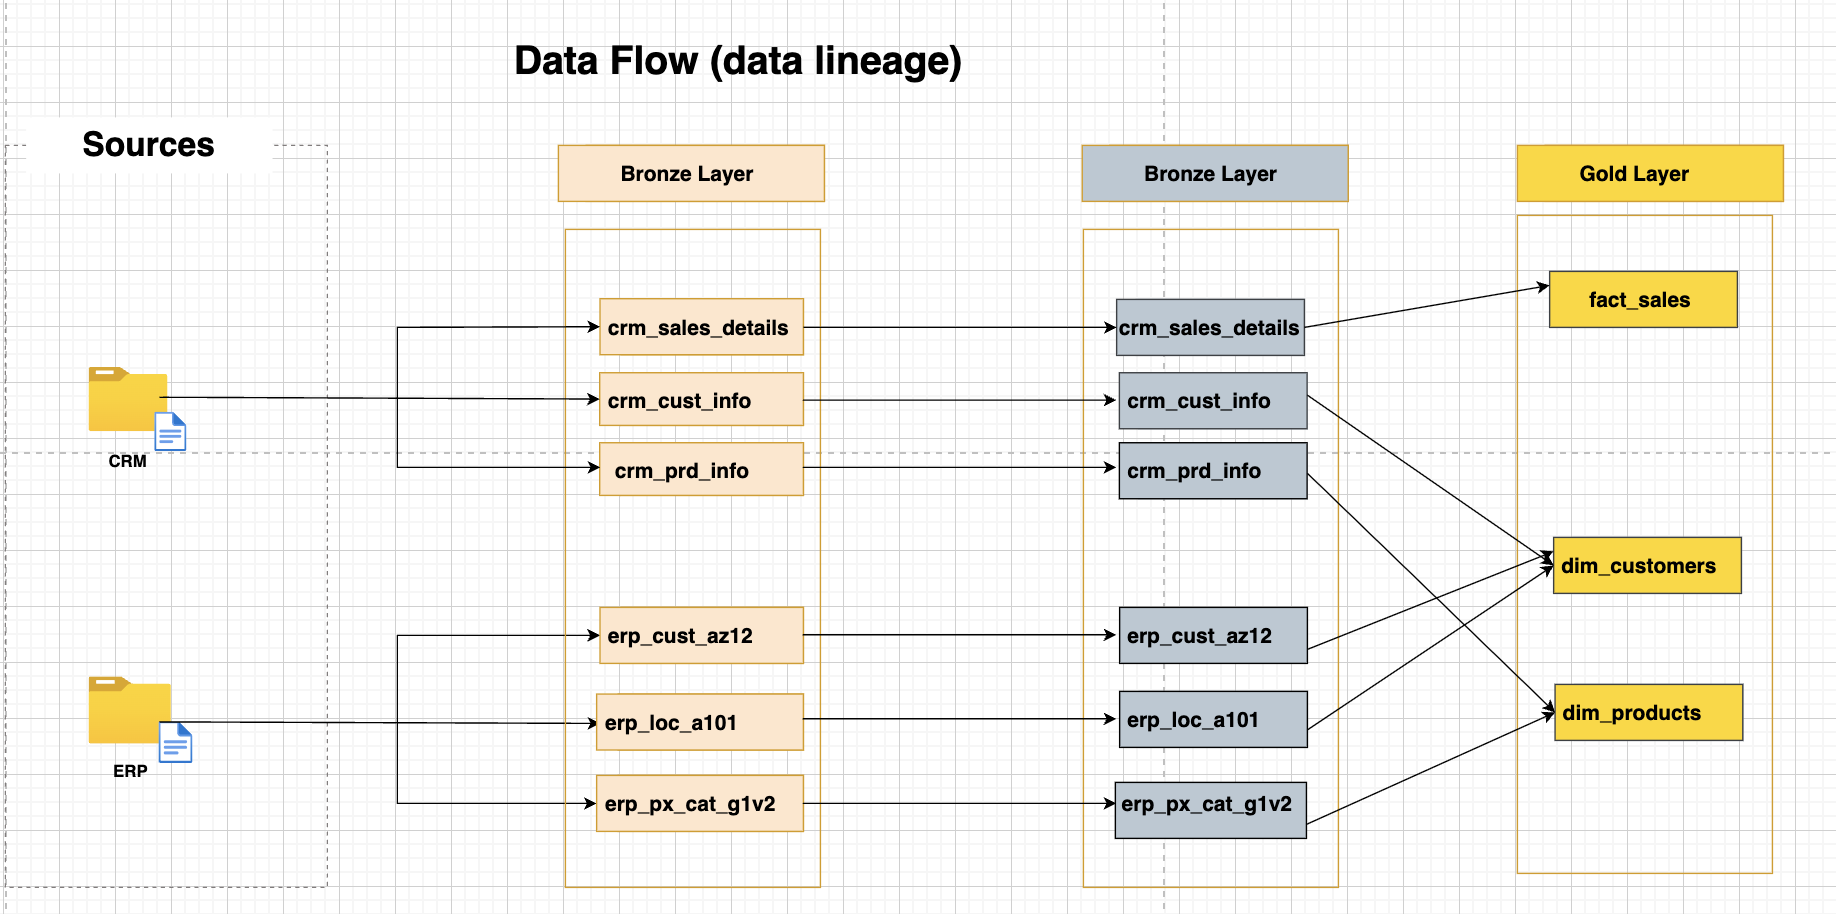 Data Flow (data lineage)
Sources
CRM
ERP
Bronze Layer
crm_sales_details
crm_cust_info
crm_prd_info
erp_cust_az12
erp_loc_a101
erp_px_cat_g1v2
Bronze Layer
crm_sales_details
crm_cust_info
crm_prd_info
erp_cust_az12
erp_loc_a101
erp_px_cat_g1v2
Gold Layer
fact_sales
dim_customers
dim_products